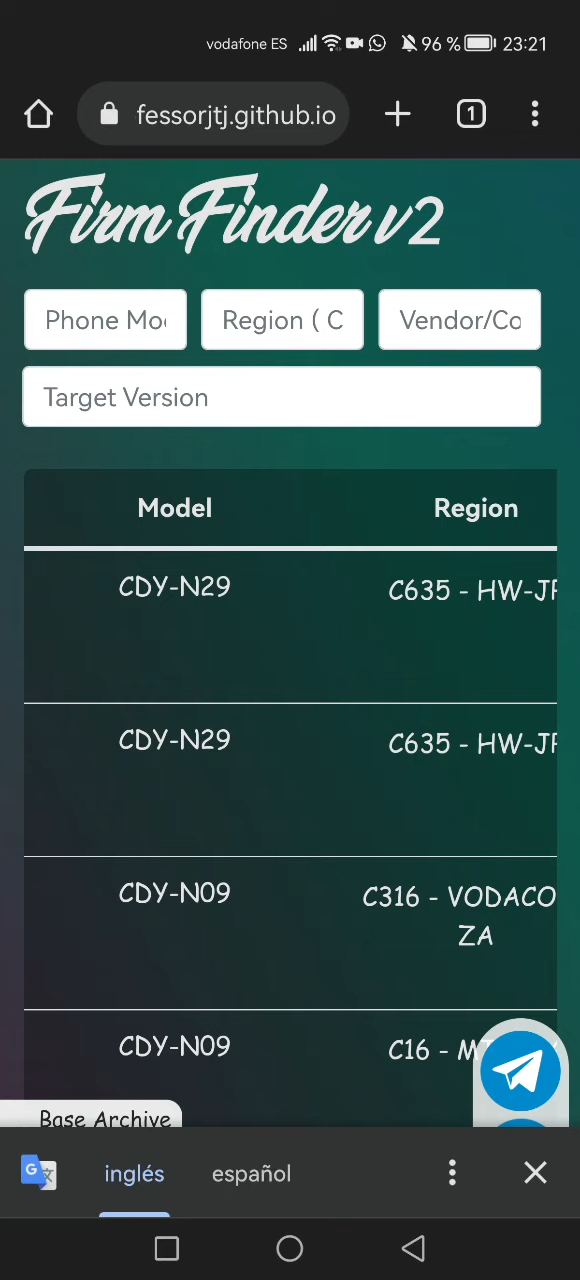 vodafone ES 96 % 23:21
1
fessorjtj.github.io
Firm Finder v2
Phone Mo
Region ( C
Vendor/Co
Target Version
Model Region
CDY-N29 C635 - HW-JP
CDY-N29 C635 - HW-JP
CDY-N09 C316 - VODACO
ZA
CDY-N09 C16 - M
Base Archive
G inglés español